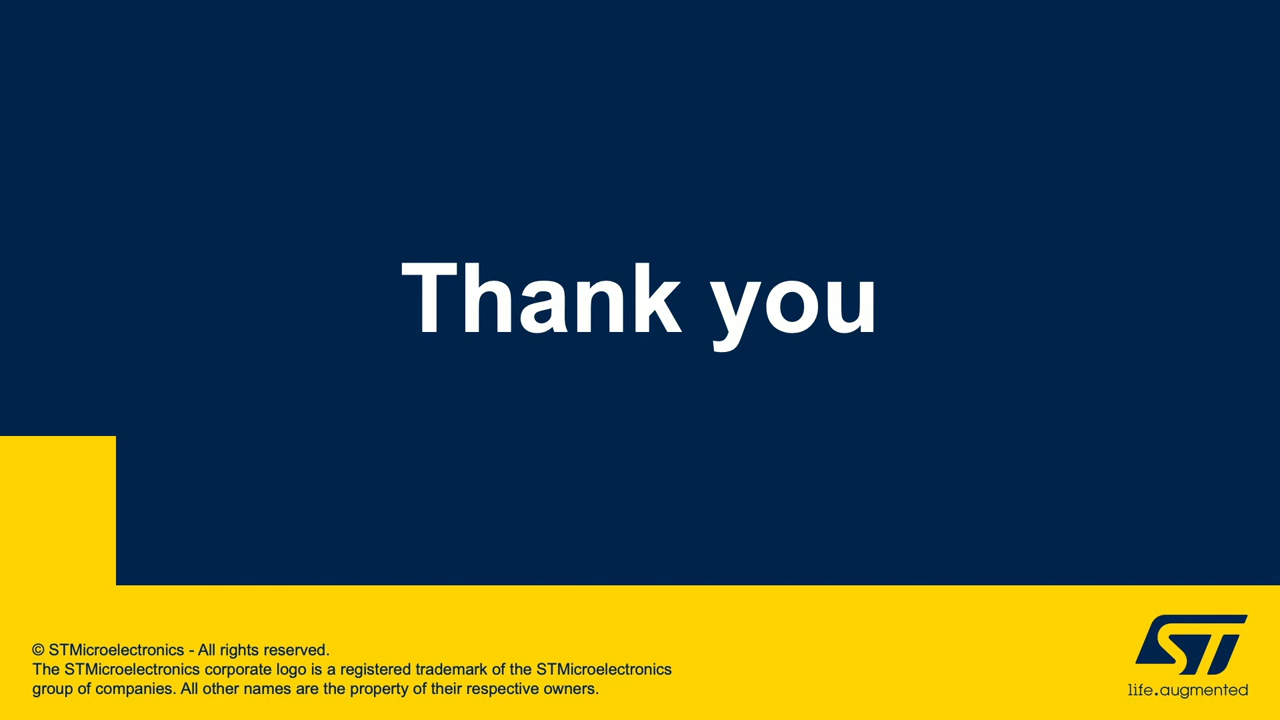 Thank you
© STMicroelectronics - All rights reserved.
The STMicroelectronics corporate logo is a registered trademark of the STMicroelectronics
group of companies. All other names are the property of their respective owners.
ST
life.augmented